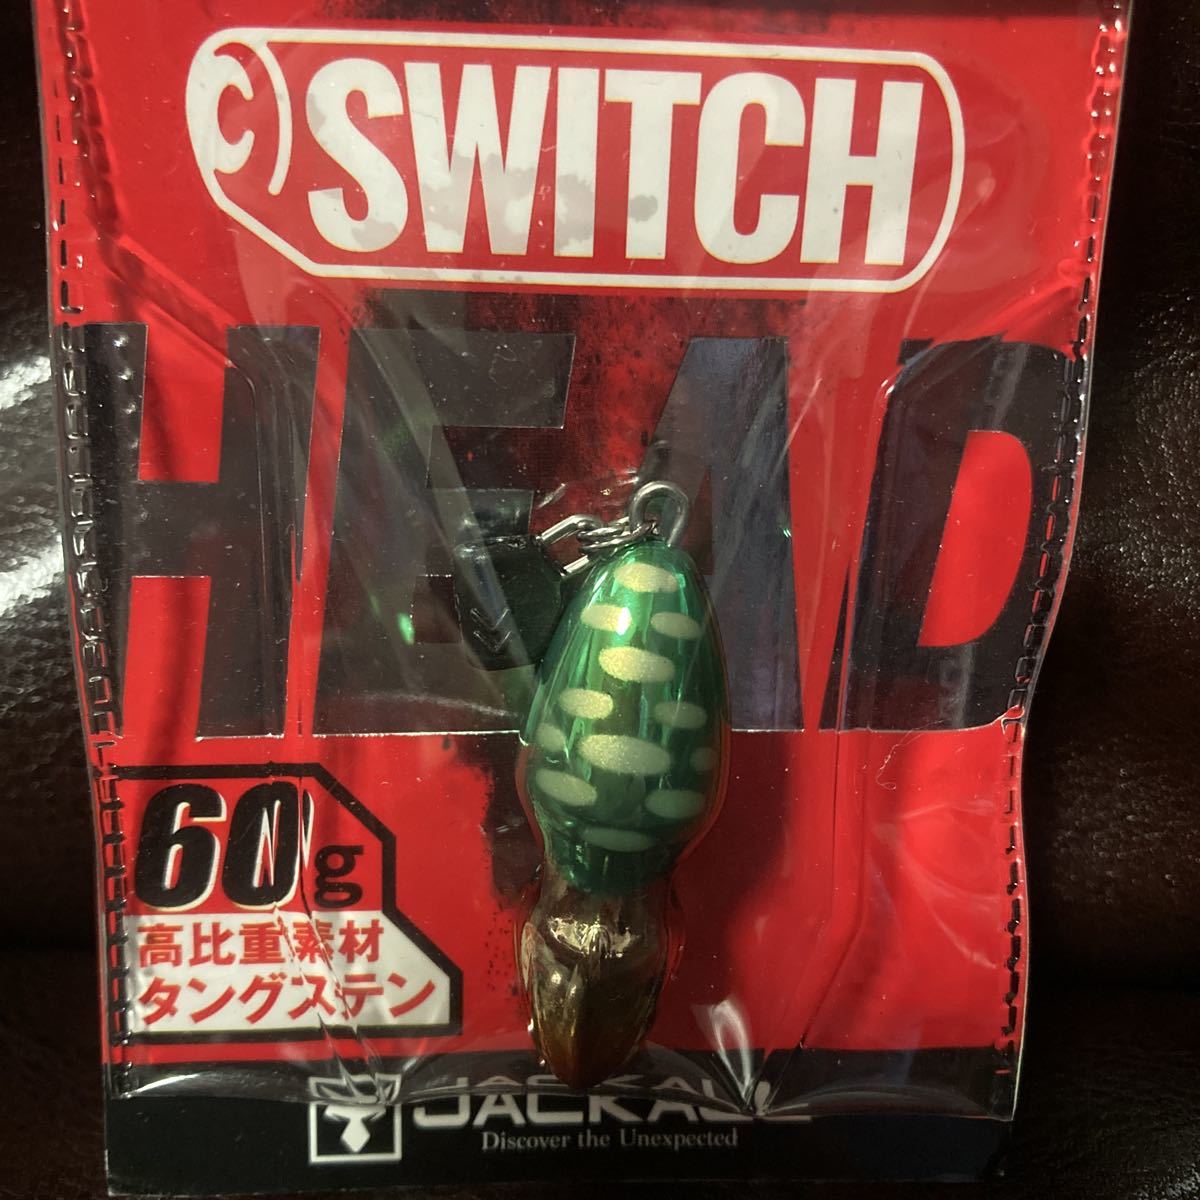 C) SWITCH
HEAD
60g
高比重素材
タングステン
JACKALL
Discover the Unexpected